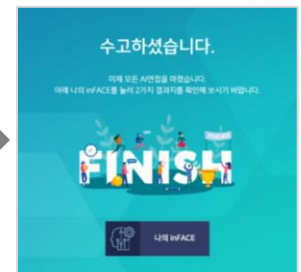 수고하셨습니다.
이제 모든 AI면접을 마쳤습니다.
아래 나의 inFACE를 눌러 2가지 결과지를 확인해 보시기 바랍니다.
FINISH
나의 inFACE